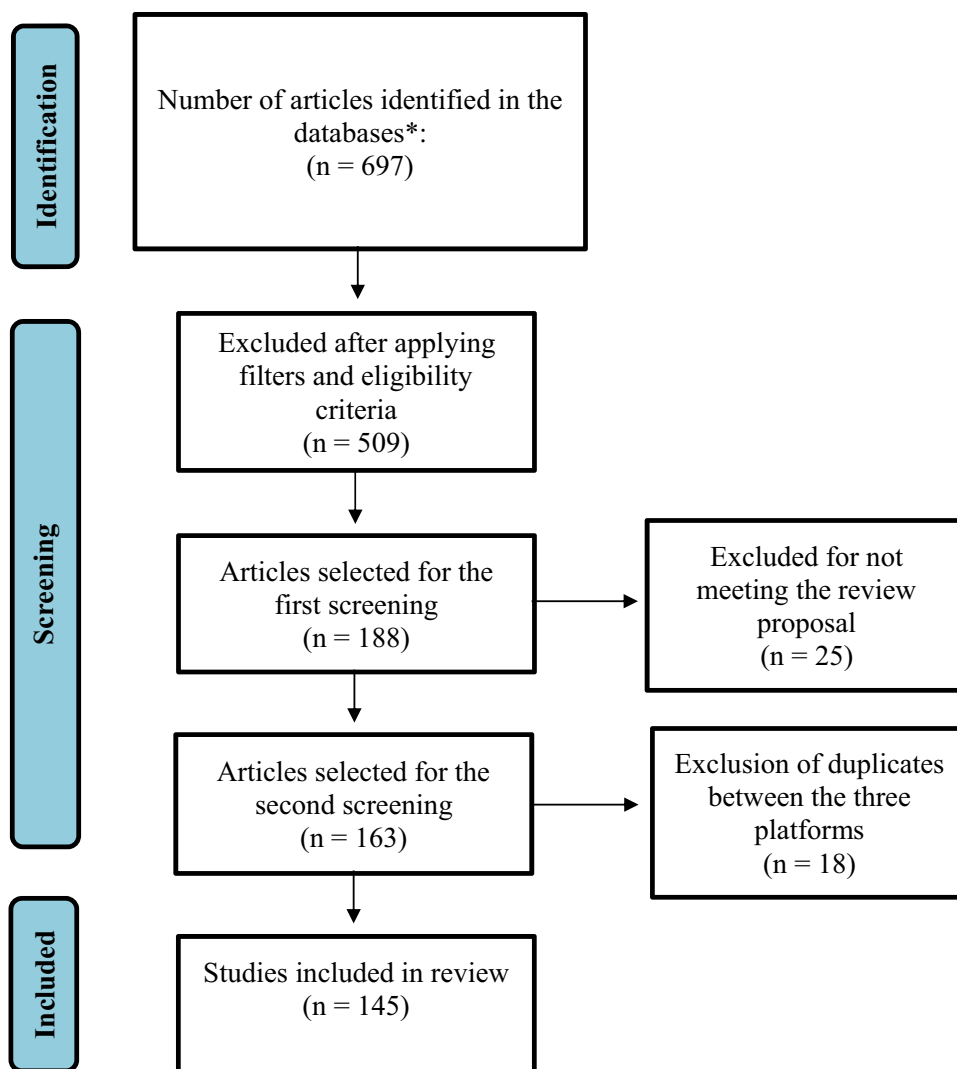 Identification
Number of articles identified in the
databases*:
(n = 697)
Screening
Excluded after applying
filters and eligibility
criteria
(n = 509)
Articles selected for the
first screening
(n = 188)
Excluded for not
meeting the review
proposal
(n = 25)
Articles selected for the
second screening
(n = 163)
Exclusion of duplicates
between the three
platforms
(n = 18)
Included
Studies included in review
(n = 145)